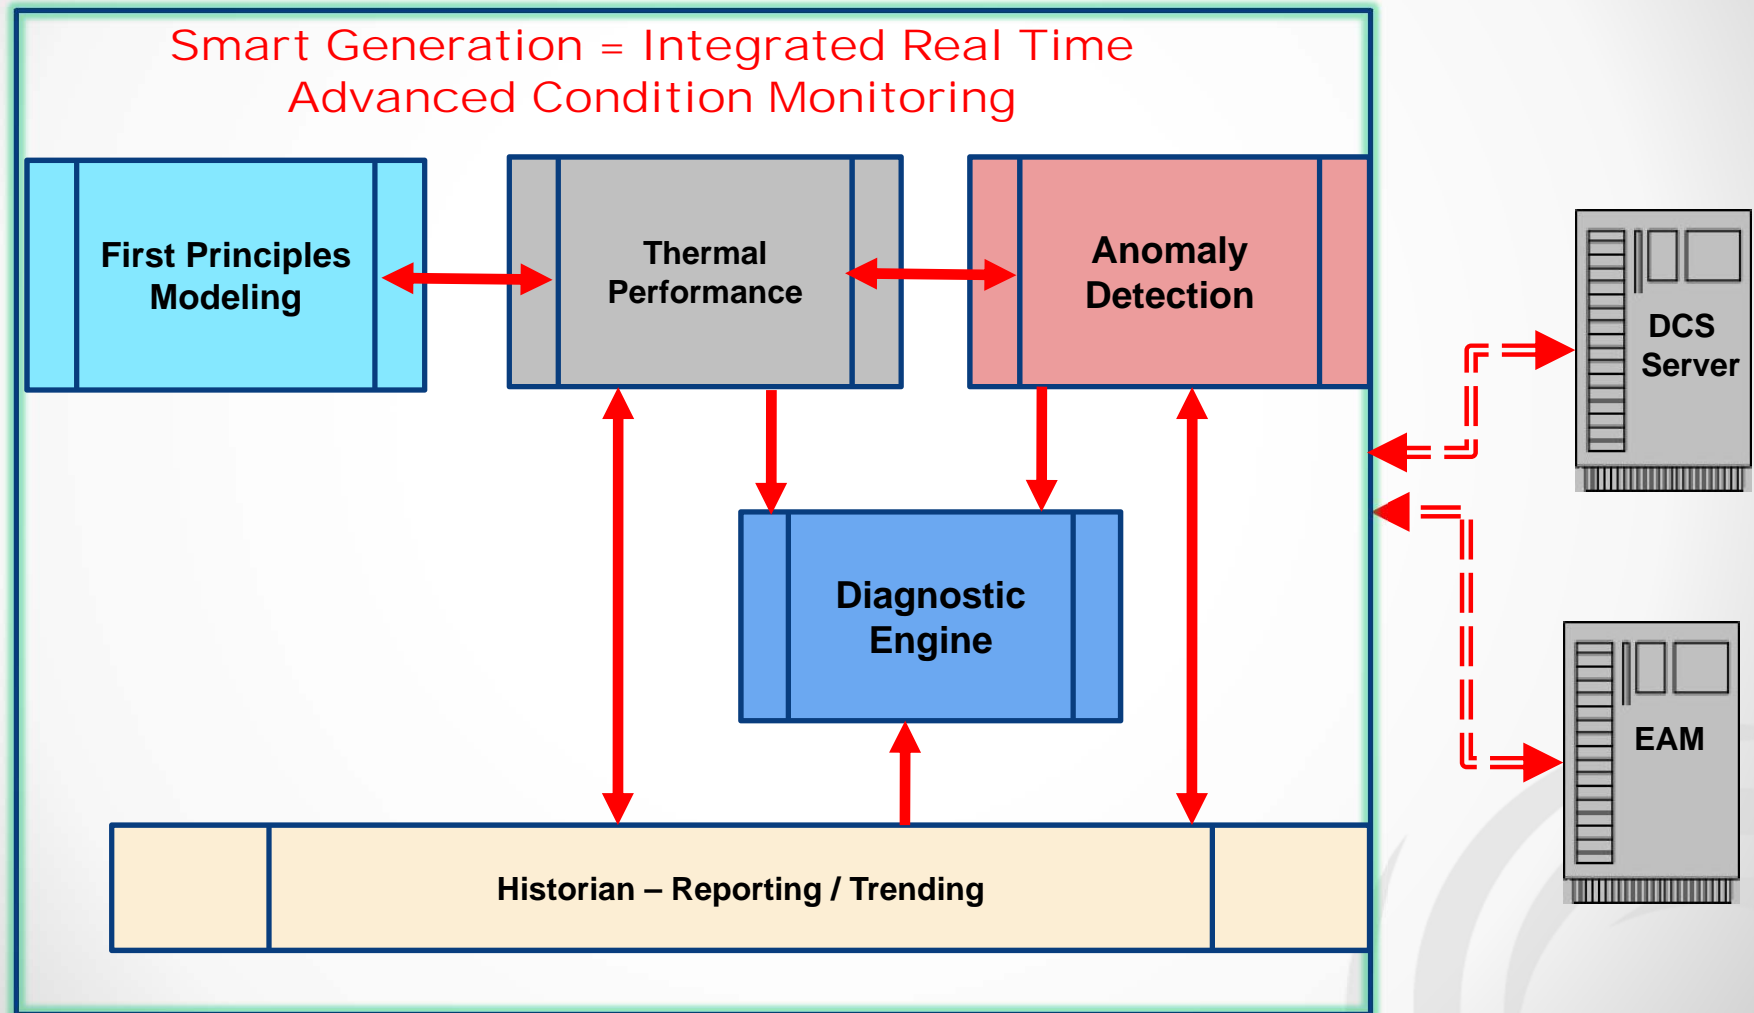 Smart Generation = Integrated Real Time
Advanced Condition Monitoring
First Principles
Modeling
Thermal
Performance
Anomaly
Detection
DCS
Server
Diagnostic
Engine
EAM
Historian – Reporting / Trending